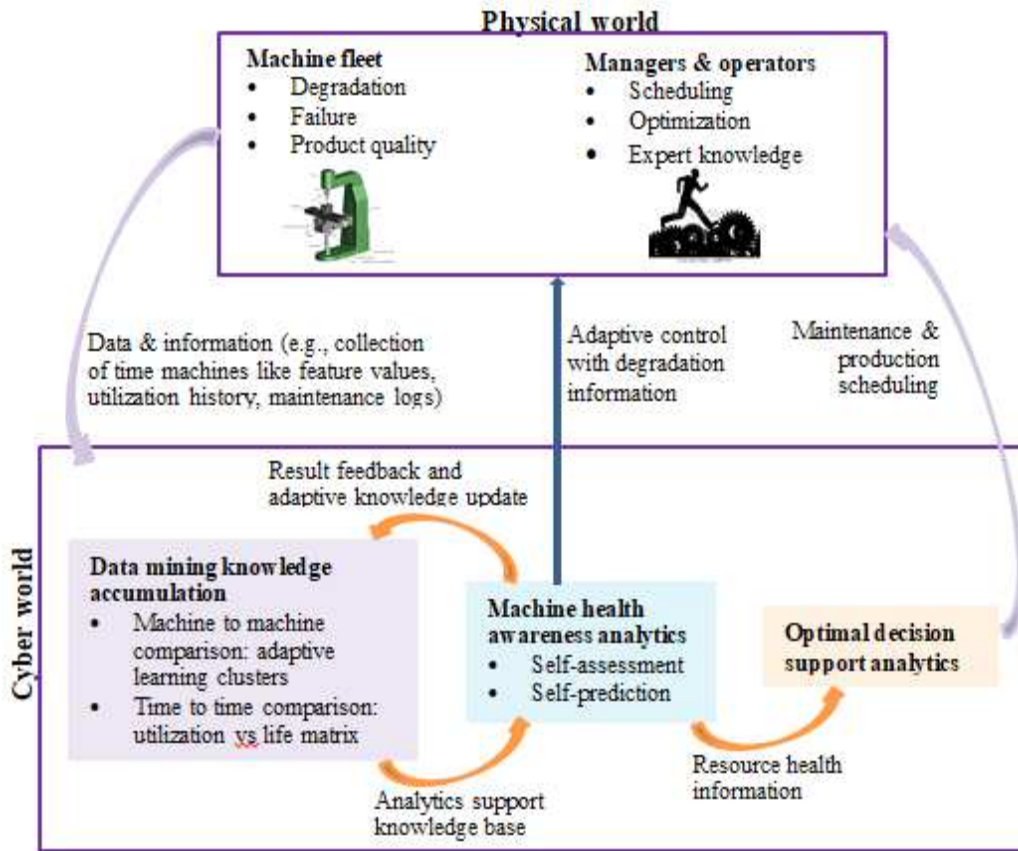 Physical world
Machine fleet
• Degradation
• Failure
• Product quality
Managers & operators
• Scheduling
• Optimization
• Expert knowledge
Data & information (e.g., collection
of time machines like feature values,
utilization history, maintenance logs)
Adaptive control
with degradation
information
Maintenance &
production
scheduling
Cyber world
Result feedback and
adaptive knowledge update
Data mining knowledge
accumulation
• Machine to machine
comparison: adaptive
learning clusters
• Time to time comparison:
utilization vs life matrix
Machine health
awareness analytics
• Self-assessment
• Self-prediction
Optimal decision
support analytics
Analytics support
knowledge base
Resource health
information